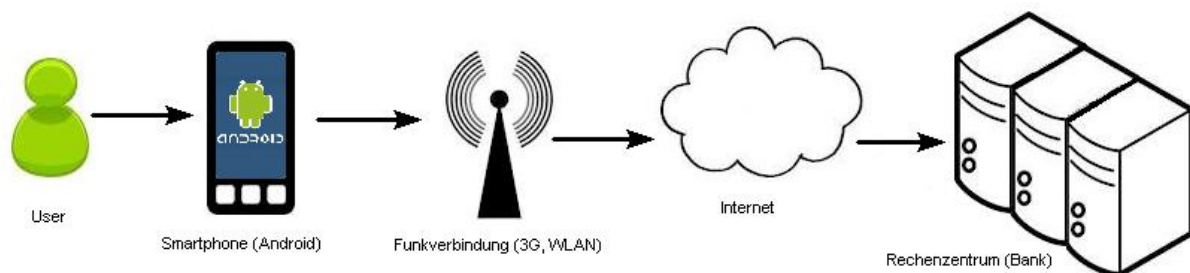 ANDROID
User
Smartphone (Android)
Funkverbindung (3G, WLAN)
Internet
Rechenzentrum (Bank)